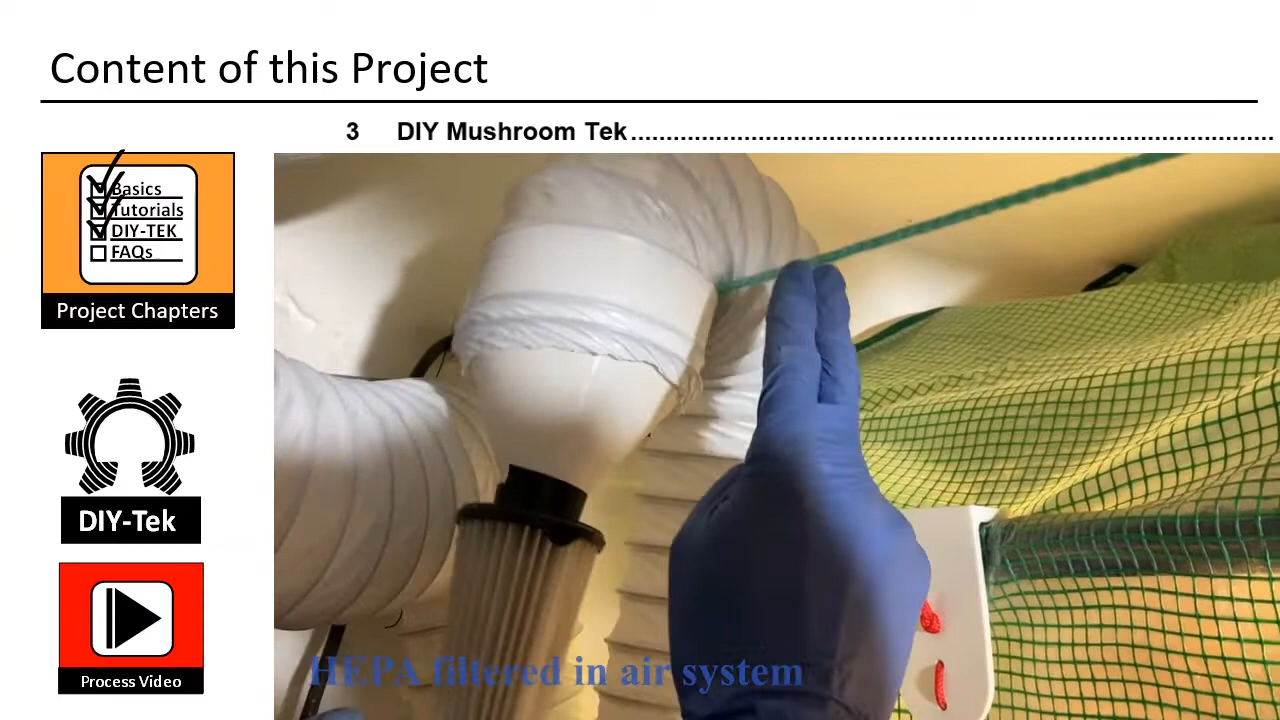 Content of this Project
3 DIY Mushroom Tek
Basics
Tutorials
DIY-TEK
FAQs
Project Chapters
DIY-Tek
Process Video
HEPA filtered in air system